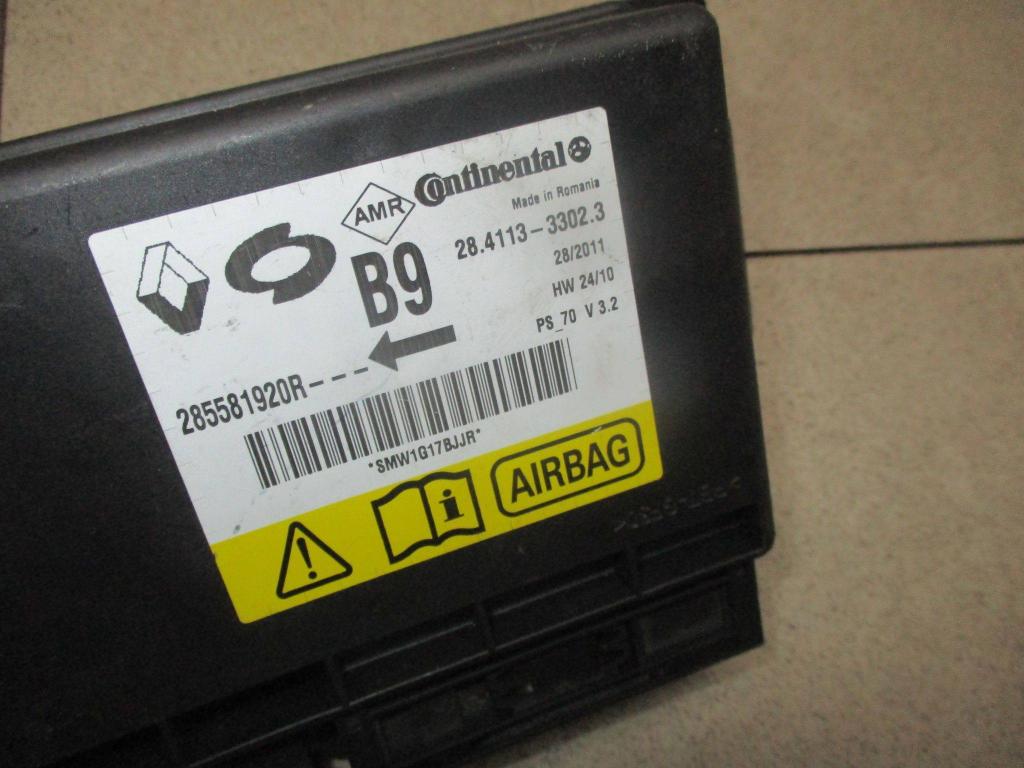 AMR
Continental
Made in Romania
B9
28.4113-3302.3
28/2011
HW 24/10
PS_70 V 3.2
285581920R---
*SMW1G17BJJR*
i
AIRBAG